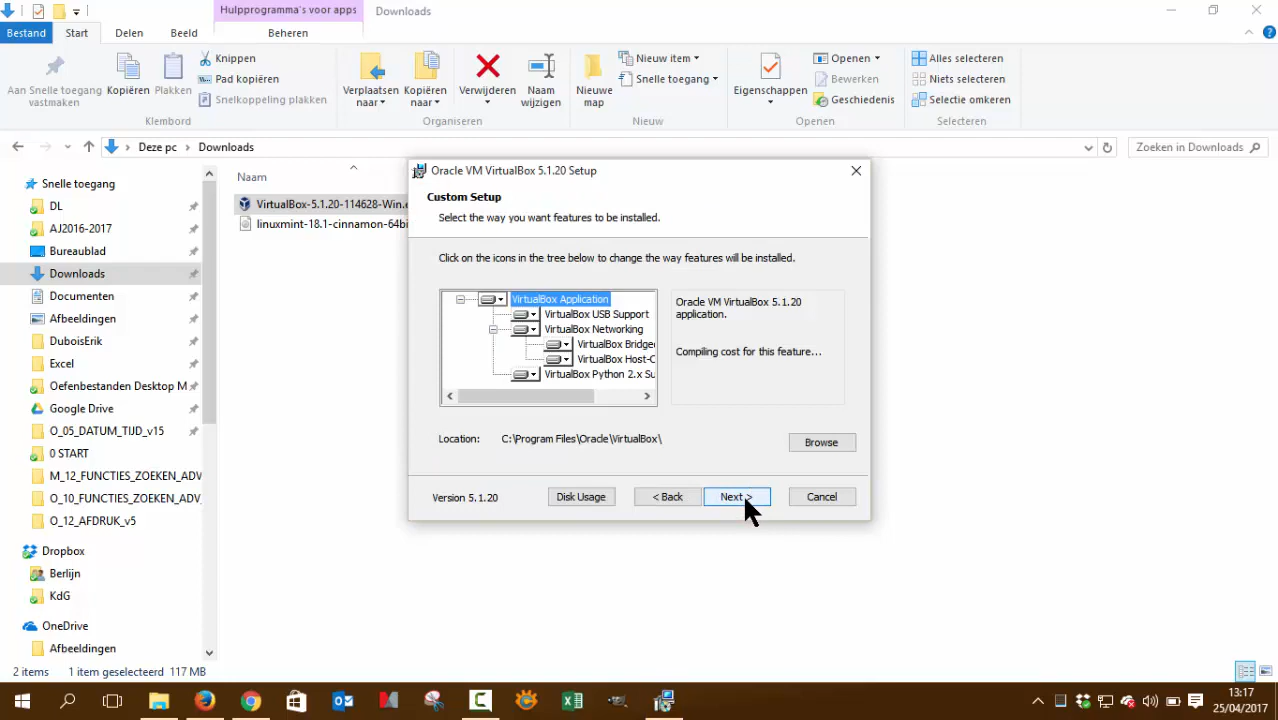 Hulpprogramma's voor apps
Downloads
Bestand
Start
Delen
Beeld
Beheren
Aan Snelle toegang vastmaken
Kopiëren
Plakken
Knippen
Pad kopiëren
Snelkoppeling plakken
Klembord
Verplaatsen naar
Kopiëren naar
Verwijderen
Naam wijzigen
Organiseren
Nieuwe map
Nieuw item
Snelle toegang
Nieuw
Eigenschappen
Openen
Bewerken
Geschiedenis
Openen
Alles selecteren
Niets selecteren
Selectie omkeren
Selecteren
Deze pc > Downloads
Zoeken in Downloads
Snelle toegang
DL
AJ2016-2017
Bureaublad
Downloads
Documenten
Afbeeldingen
DuboisErik
Excel
Oefenbestanden Desktop M
Google Drive
O_05_DATUM_TIJD_v15
0 START
M_12_FUNCTIES_ZOEKEN_ADV
O_10_FUNCTIES_ZOEKEN_ADV_
O_12_AFDRUK_v5
Dropbox
Berlijn
KdG
OneDrive
Afbeeldingen
Naam
VirtualBox-5.1.20-114628-Win.e
linuxmint-18.1-cinnamon-64bi
Oracle VM VirtualBox 5.1.20 Setup
Custom Setup
Select the way you want features to be installed.
Click on the icons in the tree below to change the way features will be installed.
VirtualBox Application
VirtualBox USB Support
VirtualBox Networking
VirtualBox Bridged
VirtualBox Host-O
VirtualBox Python 2.x Su
Oracle VM VirtualBox 5.1.20 application.
Compiling cost for this feature...
Location: C:\Program Files\Oracle\VirtualBox\
Browse
Version 5.1.20
Disk Usage
< Back
Next >
Cancel
2 items 1 item geselecteerd 117 MB
13:17
25/04/2017